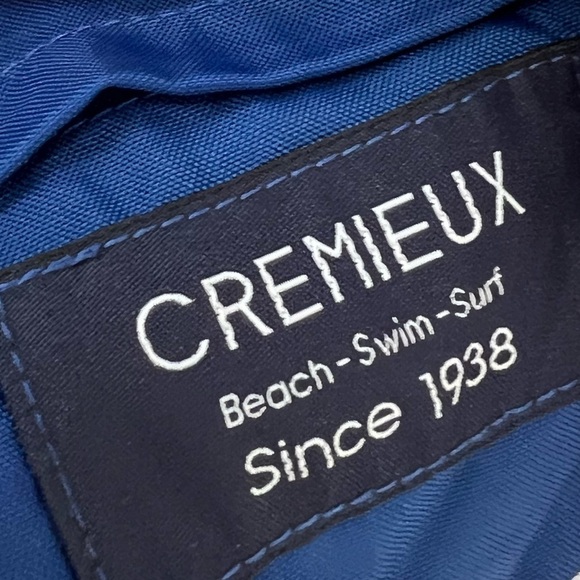 CREMIEUX
Beach-Swim-Surf
Since 1938